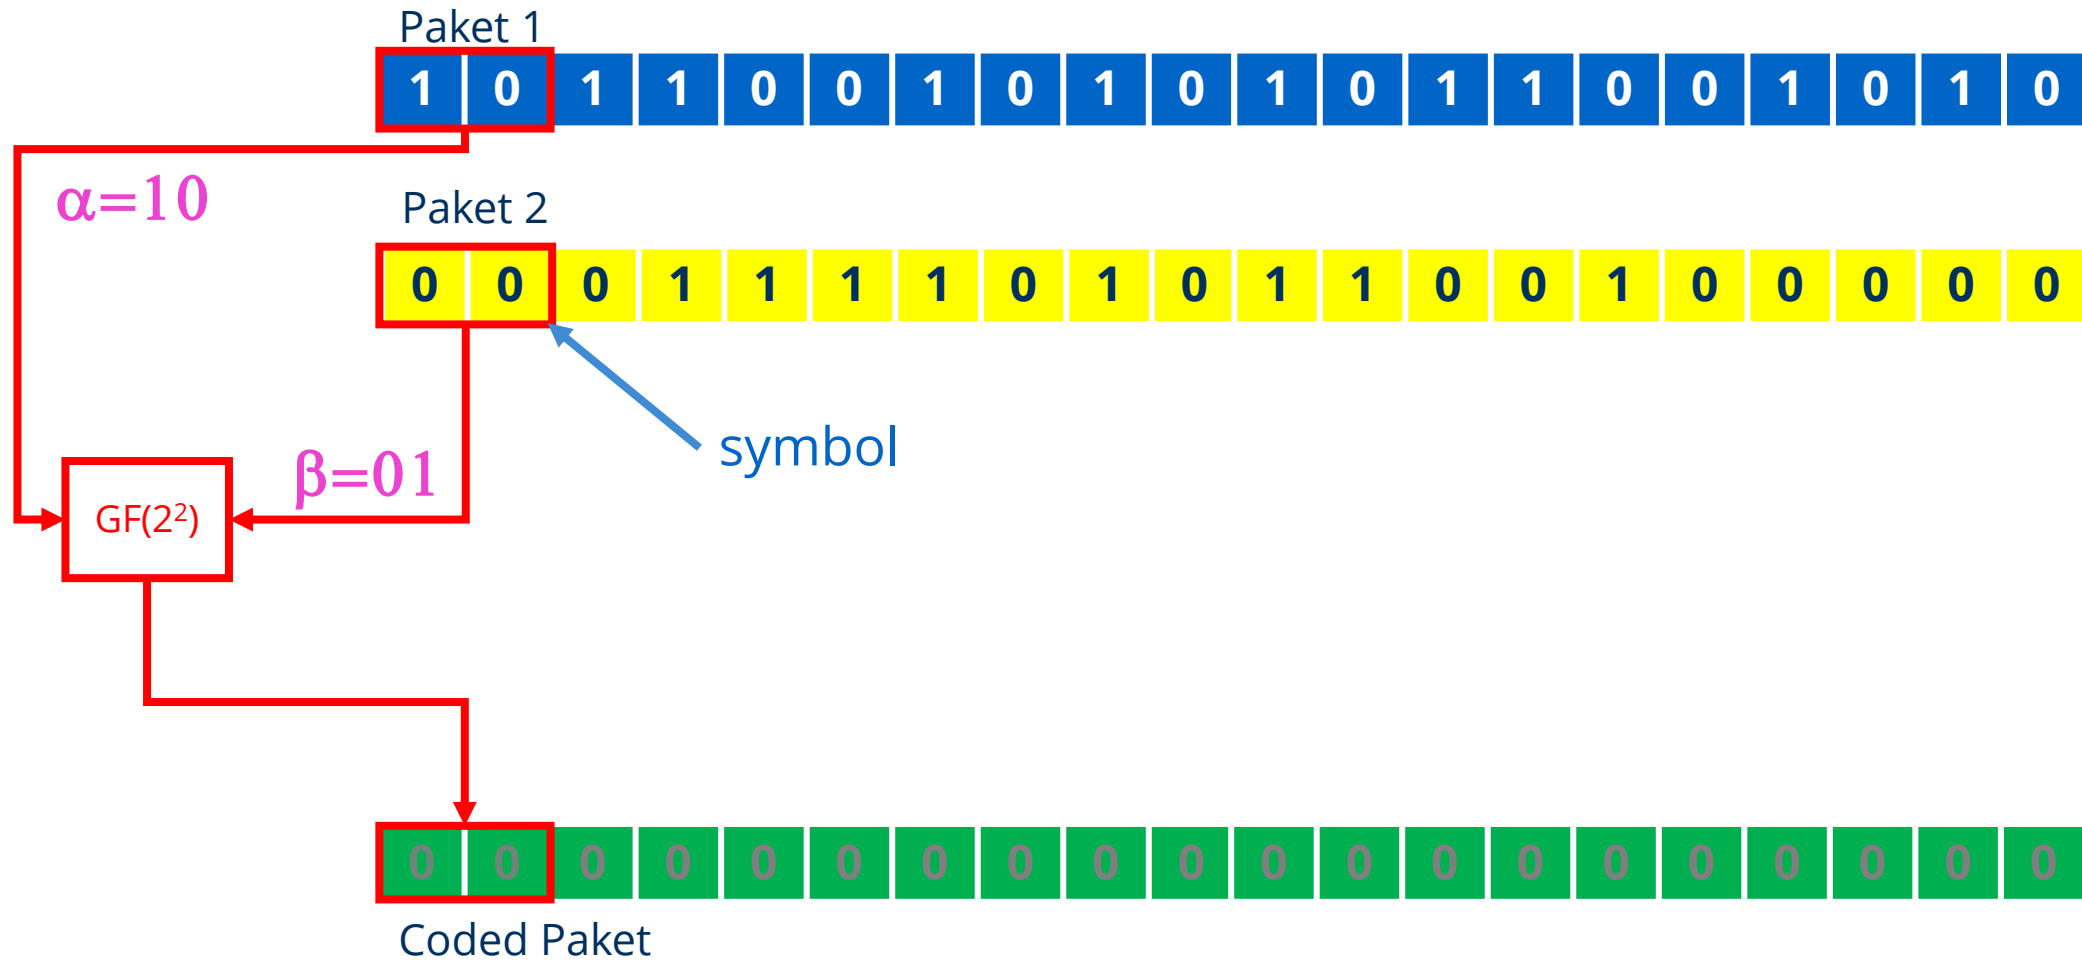 Paket 1
1 0 1 1 0 0 1 0 1 0 1 0 1 1 0 0 1 0 1 0
α=10
Paket 2
0 0 0 1 1 1 1 0 1 0 1 1 0 0 1 0 0 0 0 0
symbol
β=01
GF(2²)
0 0 0 0 0 0 0 0 0 0 0 0 0 0 0 0 0 0 0 0
Coded Paket